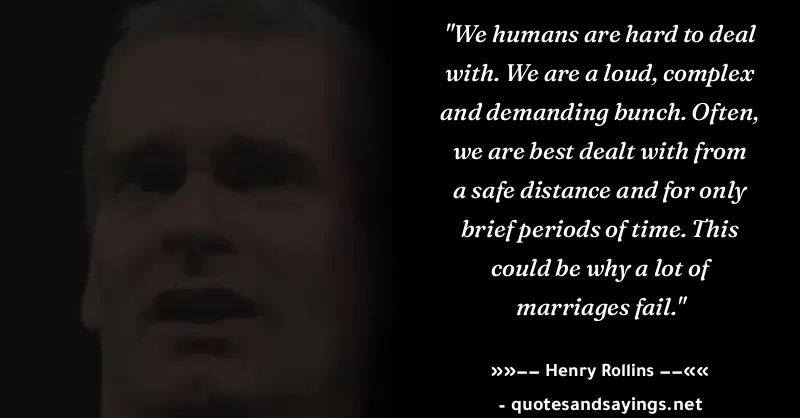 "We humans are hard to deal
with. We are a loud, complex
and demanding bunch. Often,
we are best dealt with from
a safe distance and for only
brief periods of time. This
could be why a lot of
marriages fail."
»»−− Henry Rollins −−««
- quotesandsayings.net